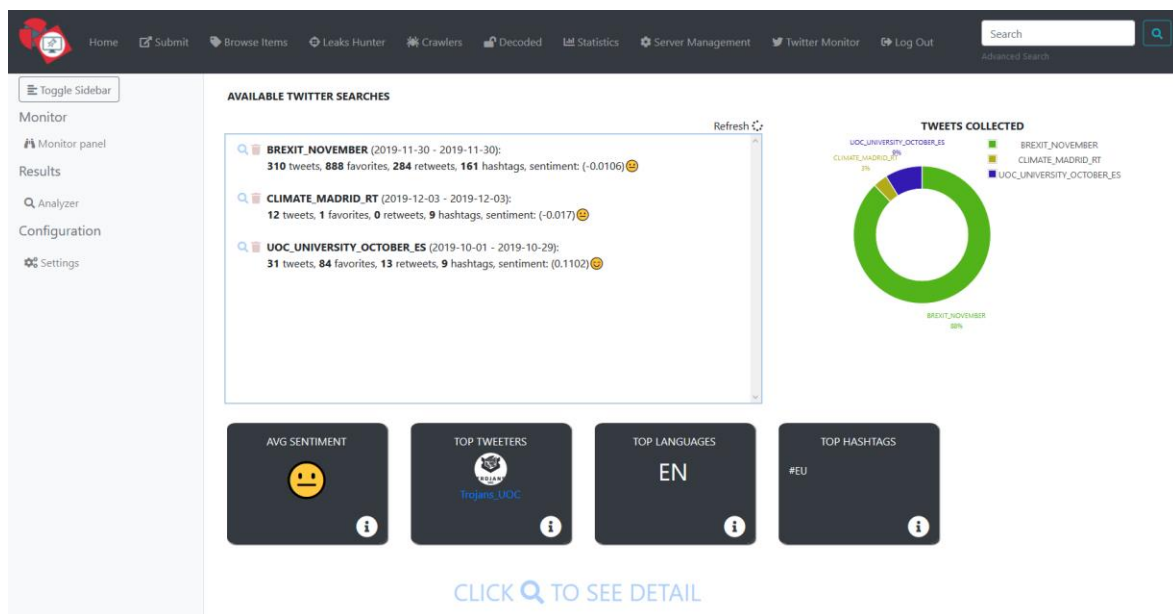 Home Submit Browse Items Leaks Hunter Crawlers Decoded Statistics Server Management Twitter Monitor Log Out Search
Advanced Search
Toggle Sidebar
Monitor
Monitor panel
Results
Analyzer
Configuration
Settings
AVAILABLE TWITTER SEARCHES
Refresh
BREXIT_NOVEMBER (2019-11-30 - 2019-11-30):
310 tweets, 888 favorites, 284 retweets, 161 hashtags, sentiment: (-0.0106)
CLIMATE_MADRID_RT (2019-12-03 - 2019-12-03):
12 tweets, 1 favorites, 0 retweets, 9 hashtags, sentiment: (-0.017)
UOC_UNIVERSITY_OCTOBER_ES (2019-10-01 - 2019-10-29):
31 tweets, 84 favorites, 13 retweets, 9 hashtags, sentiment: (0.1102)
TWEETS COLLECTED
UOC_UNIVERSITY_OCTOBER_ES
CLIMATE_MADRID_RT
3%
BREXIT_NOVEMBER
88%
BREXIT_NOVEMBER
CLIMATE_MADRID_RT
UOC_UNIVERSITY_OCTOBER_ES
AVG SENTIMENT
TOP TWEETERS
TROJANS
Trojans_UOC
TOP LANGUAGES
EN
TOP HASHTAGS
#EU
CLICK TO SEE DETAIL